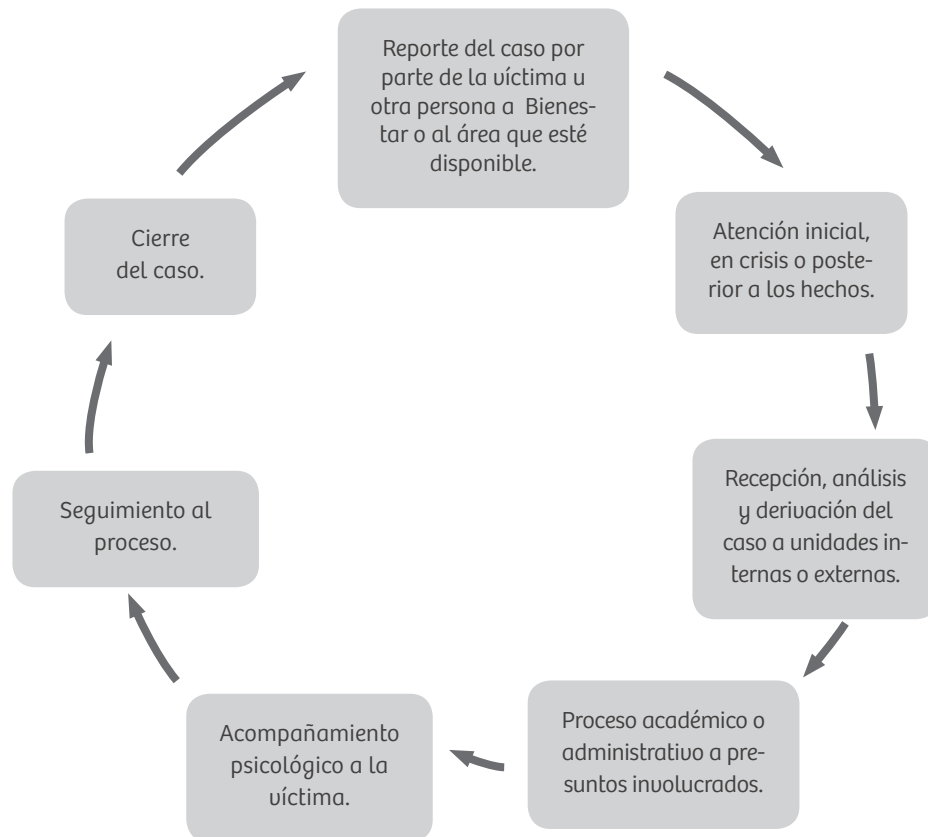 Reporte del caso por
parte de la víctima u
otra persona a Bienes-
tar o al área que esté
disponible.
Atención inicial,
en crisis o poste-
rior a los hechos.
Recepción, análisis
y derivación del
caso a unidades in-
ternas o externas.
Proceso académico o
administrativo a pre-
suntos involucrados.
Acompañamiento
psicológico a la
víctima.
Seguimiento al
proceso.
Cierre
del caso.